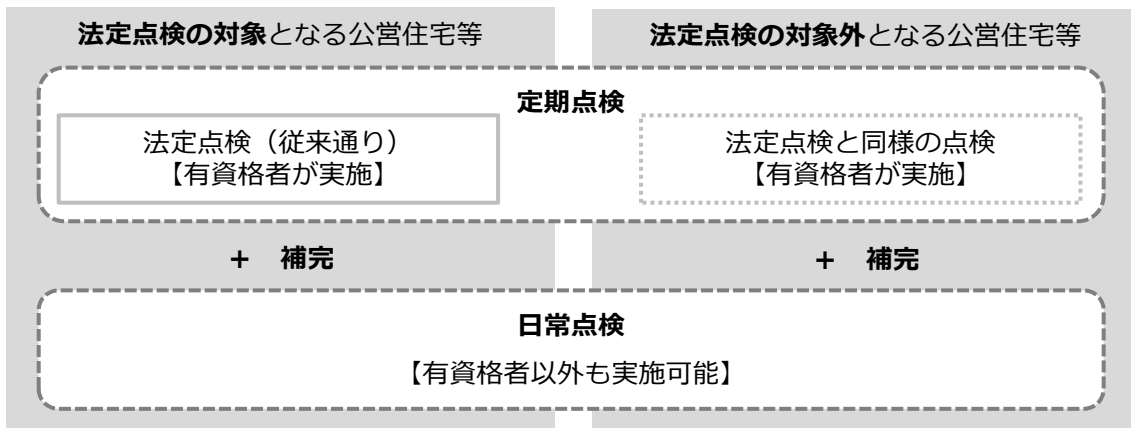 法定点検の対象となる公営住宅等
法定点検の対象外となる公営住宅等
定期点検
法定点検（従来通り）
【有資格者が実施】
法定点検と同様の点検
【有資格者が実施】
+ 補完
+ 補完
日常点検
【有資格者以外も実施可能】